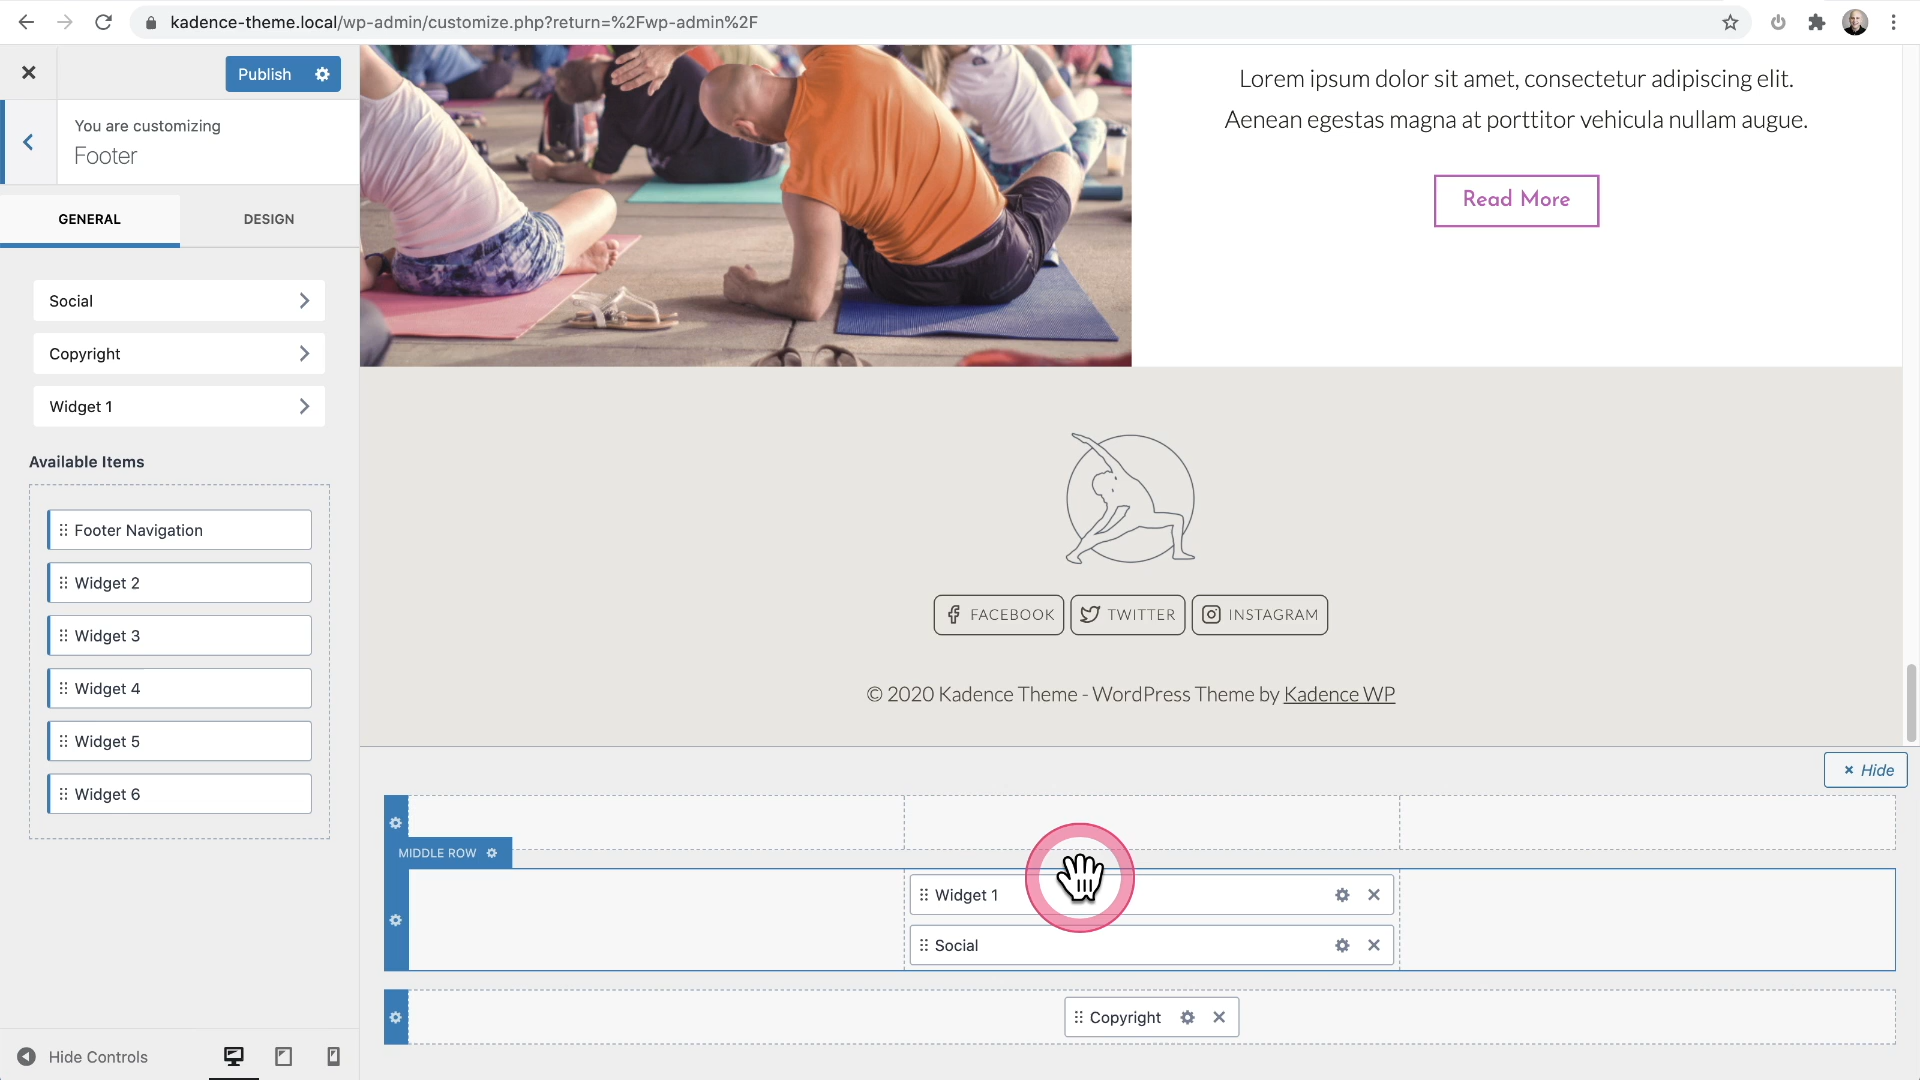 kadence-theme.local/wp-admin/customize.php?return=%2Fwp-admin%2F
Publish
You are customizing
Footer
GENERAL
DESIGN
Social
Copyright
Widget 1
Available Items
Footer Navigation
Widget 2
Widget 3
Widget 4
Widget 5
Widget 6
Hide Controls
Lorem ipsum dolor sit amet, consectetur adipiscing elit.
Aenean egestas magna at porttitor vehicula nullam augue.
Read More
FACEBOOK
TWITTER
INSTAGRAM
© 2020 Kadence Theme - WordPress Theme by Kadence WP
× Hide
MIDDLE ROW
Widget 1
Social
Copyright